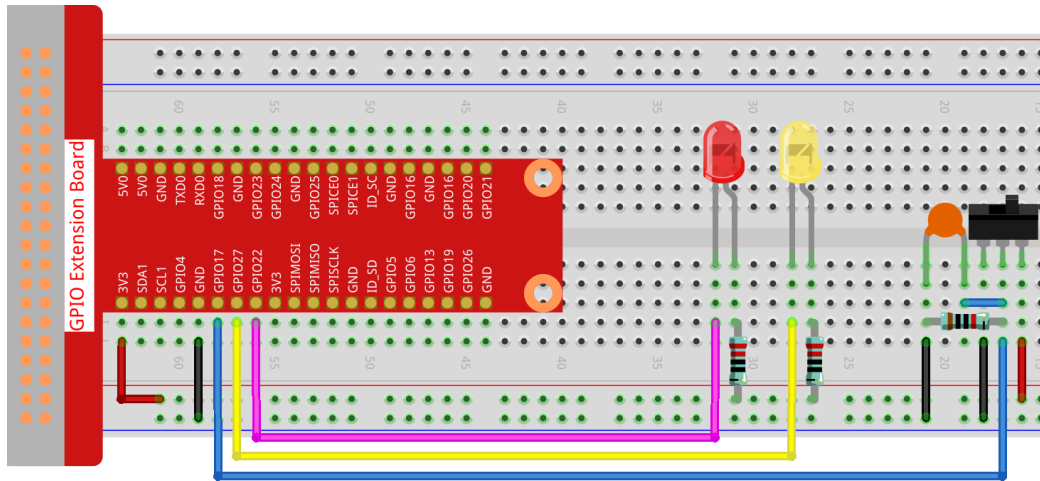 GPIO Extension Board
60
55
50
45
40
35
30
25
20
5V0
5V0
GND
TXD0
RXD0
GPIO18
GND
GPIO23
GPIO24
GND
GPIO25
SPICE0
SPICE1
ID_SC
GND
GPIO16
GND
GPIO16
GPIO20
GPIO21
3V3
SDA1
SCL1
GPIO4
GND
GPIO17
GPIO27
GPIO22
3V3
SPIMOSI
SPIMISO
SPISCLK
GND
ID_SD
GPIO5
GPIO6
GPIO13
GPIO19
GPIO26
GND
60
55
50
45
40
35
30
25
20